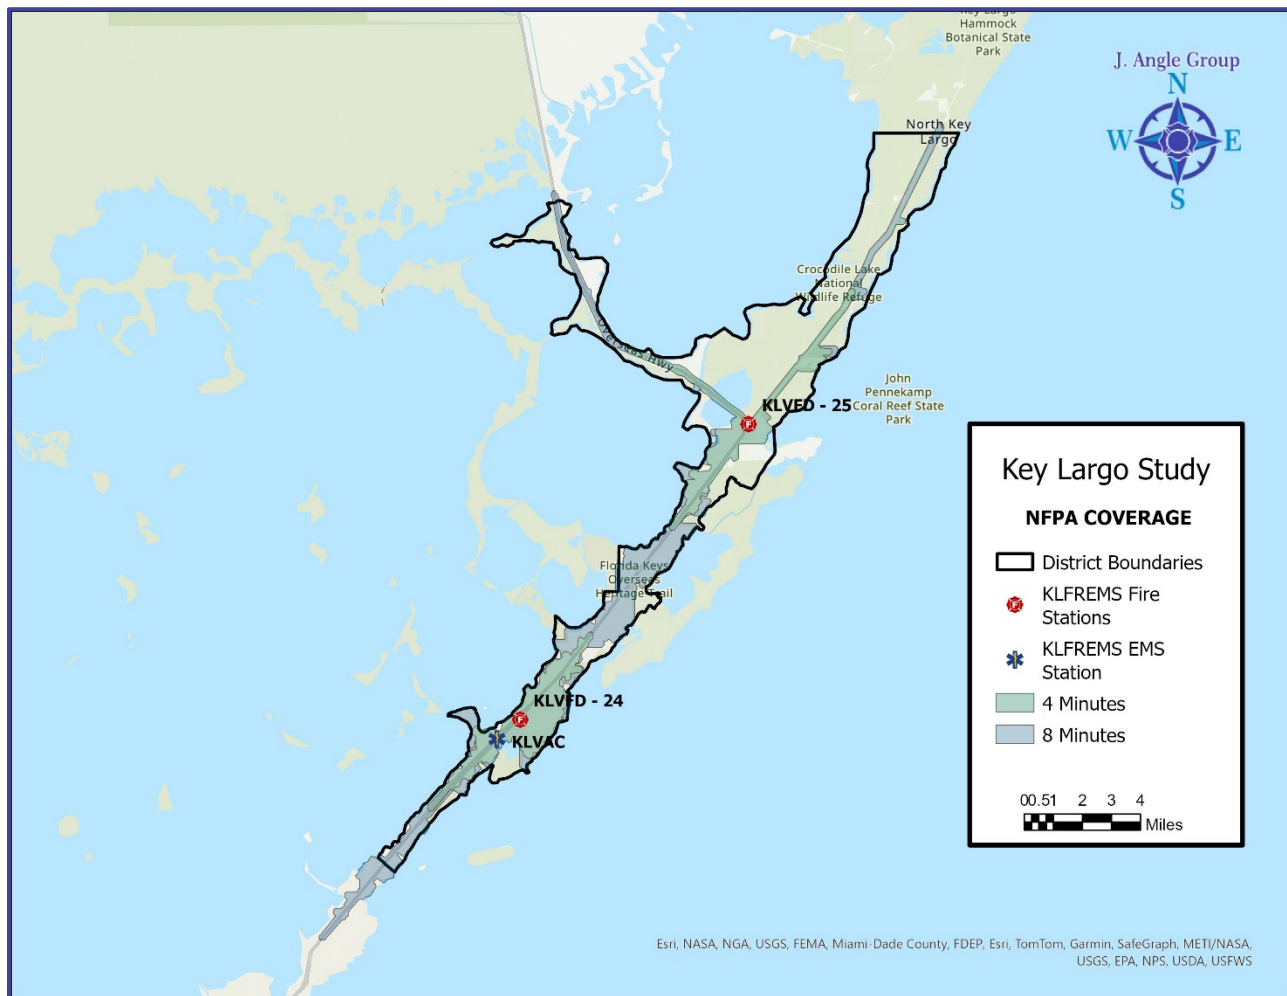 Key Largo
Hammock
Botanical State
Park
J. Angle Group
N
W
E
S
North Key
Largo
Crocodile Lake
National
Wildlife Refuge
Overseas Hwy
John
Pennekamp
Coral Reef State
Park
KLVFD - 25
Florida Keys
Overseas
Heritage Trail
KLVFD - 24
KLVAC
Key Largo Study
NFPA COVERAGE
District Boundaries
KLFREMS Fire
Stations
KLFREMS EMS
Station
4 Minutes
8 Minutes
00.51 2 3 4
Miles
Esri, NASA, NGA, USGS, FEMA, Miami-Dade County, FDEP, Esri, TomTom, Garmin, SafeGraph, METI/NASA,
USGS, EPA, NPS, USDA, USFWS